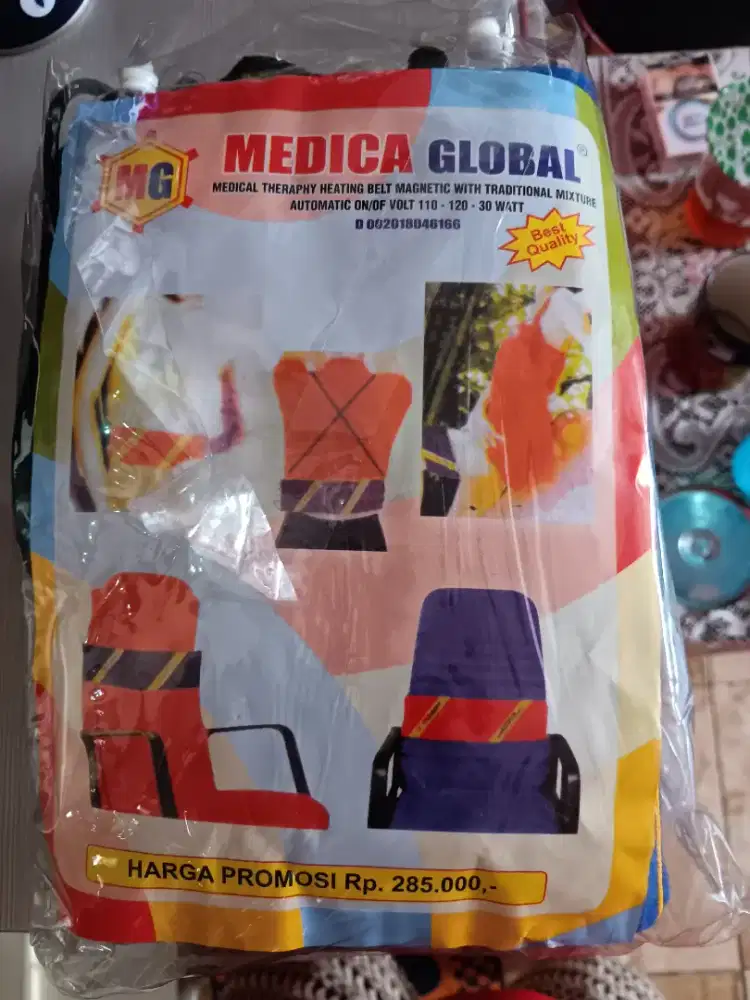 MG
MEDICA GLOBAL®
MEDICAL THERAPHY HEATING BELT MAGNETIC WITH TRADITIONAL MIXTURE
AUTOMATIC ON/OF VOLT 110 - 120 - 30 WATT
D 002018046166
Best
Quality
HARGA PROMOSI Rp. 285.000,-